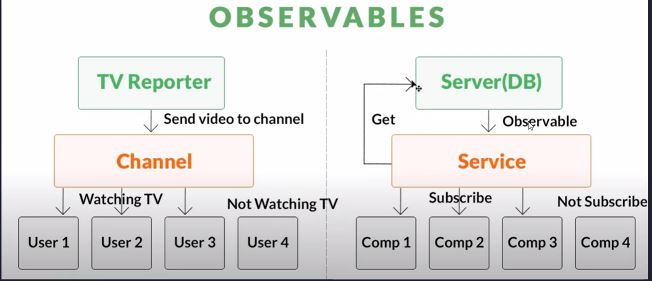 OBSERVABLES
TV Reporter
Send video to channel
Channel
Watching TV
Not Watching TV
User 1
User 2
User 3
User 4
Server(DB)
Get
Observable
Service
Subscribe
Not Subscribe
Comp 1
Comp 2
Comp 3
Comp 4